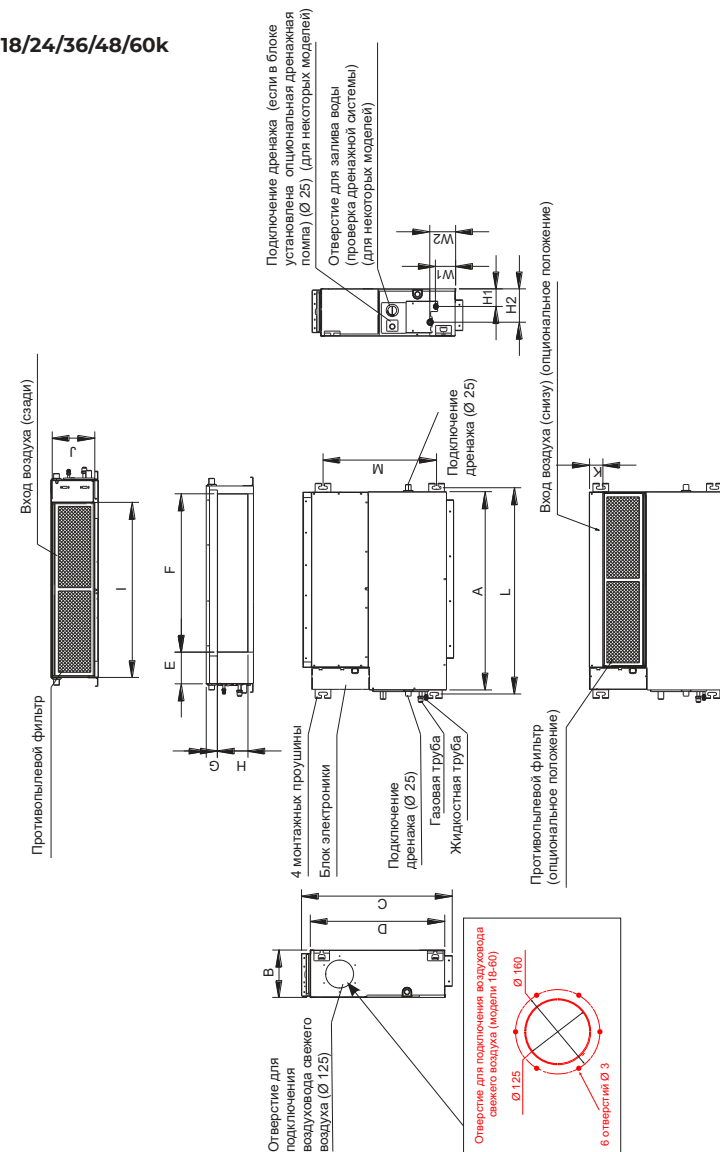 18/24/36/48/60k
Подключение дренажа (если в блоке
установлена опциональная дренажная
помпа) (Ø 25) (для некоторых моделей)
Отверстие для залива воды
(проверка дренажной системы)
(для некоторых моделей)
W2
W1
H1
H2
Вход воздуха (сзади)
J
I
Противопылевой фильтр
F
E
G
H
M
Подключение
дренажа (Ø 25)
A
L
4 монтажных проушины
Блок электроники
Подключение
дренажа (Ø 25)
Газовая труба
Жидкостная труба
Вход воздуха (снизу) (опциональное положение)
K
Противопылевой фильтр
(опциональное положение)
C
D
B
Отверстие для
подключения
воздуховода свежего
воздуха (Ø 125)
Отверстие для подключения воздуховода
свежего воздуха (модели 18-60)
Ø 160
Ø 125
6 отверстий Ø 3